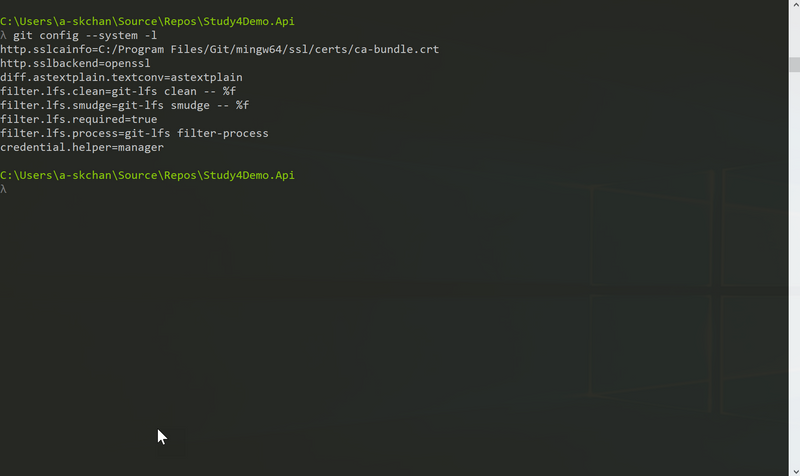 C:\Users\a-skchan\Source\Repos\Study4Demo.Api
λ git config --system -l
http.sslcainfo=C:/Program Files/Git/mingw64/ssl/certs/ca-bundle.crt
http.sslbackend=openssl
diff.astextplain.textconv=astextplain
filter.lfs.clean=git-lfs clean -- %f
filter.lfs.smudge=git-lfs smudge -- %f
filter.lfs.required=true
filter.lfs.process=git-lfs filter-process
credential.helper=manager
C:\Users\a-skchan\Source\Repos\Study4Demo.Api
λ